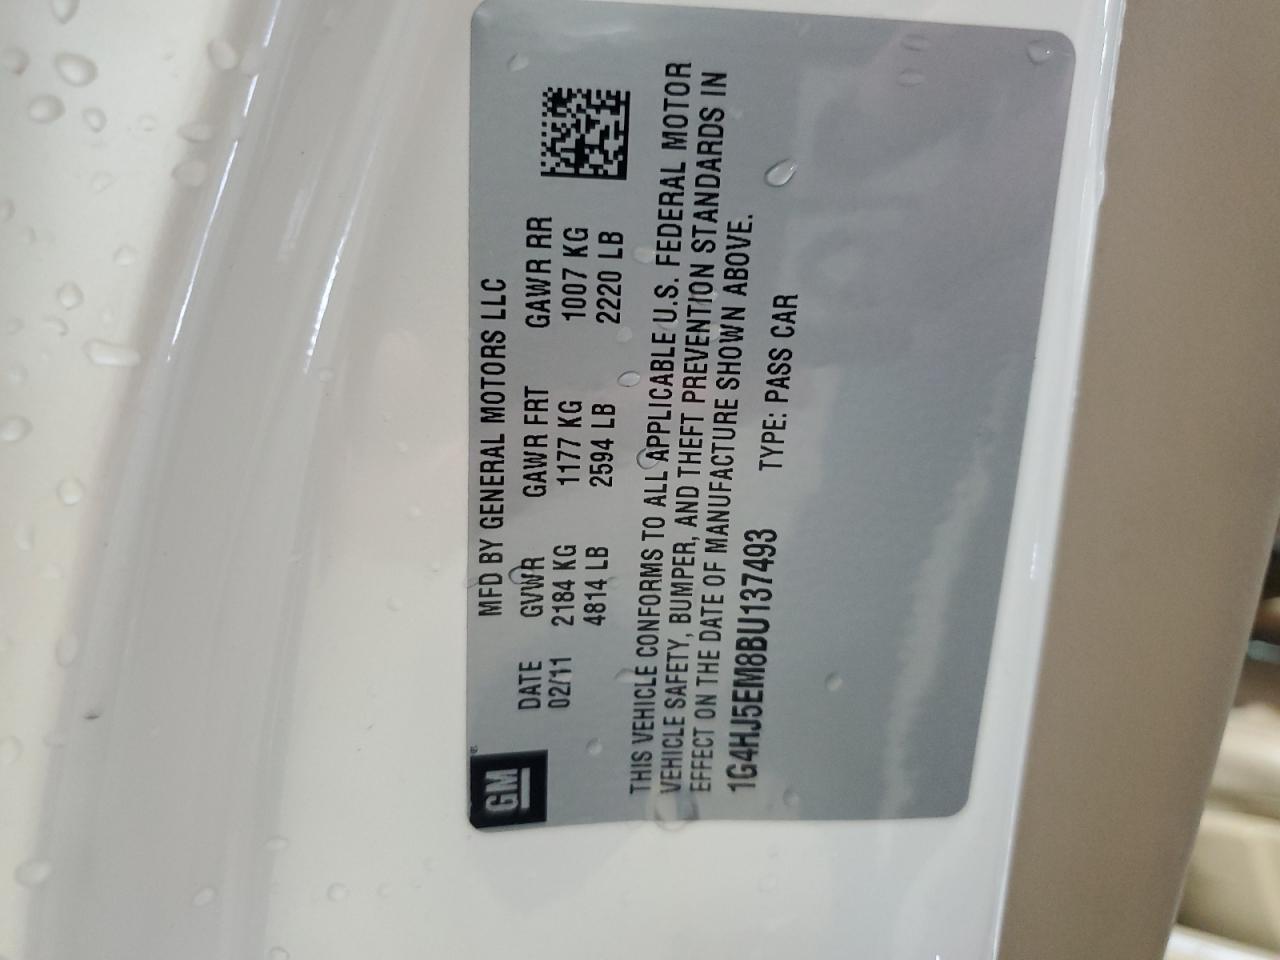 GM
MFD BY GENERAL MOTORS LLC
DATE GVWR GAWR FRT GAWR RR
02/11 2184 KG 1177 KG 1007 KG
4814 LB 2594 LB 2220 LB
THIS VEHICLE CONFORMS TO ALL APPLICABLE U.S. FEDERAL MOTOR
VEHICLE SAFETY, BUMPER, AND THEFT PREVENTION STANDARDS IN
EFFECT ON THE DATE OF MANUFACTURE SHOWN ABOVE.
1G4HJ5EM8BU137493 TYPE: PASS CAR